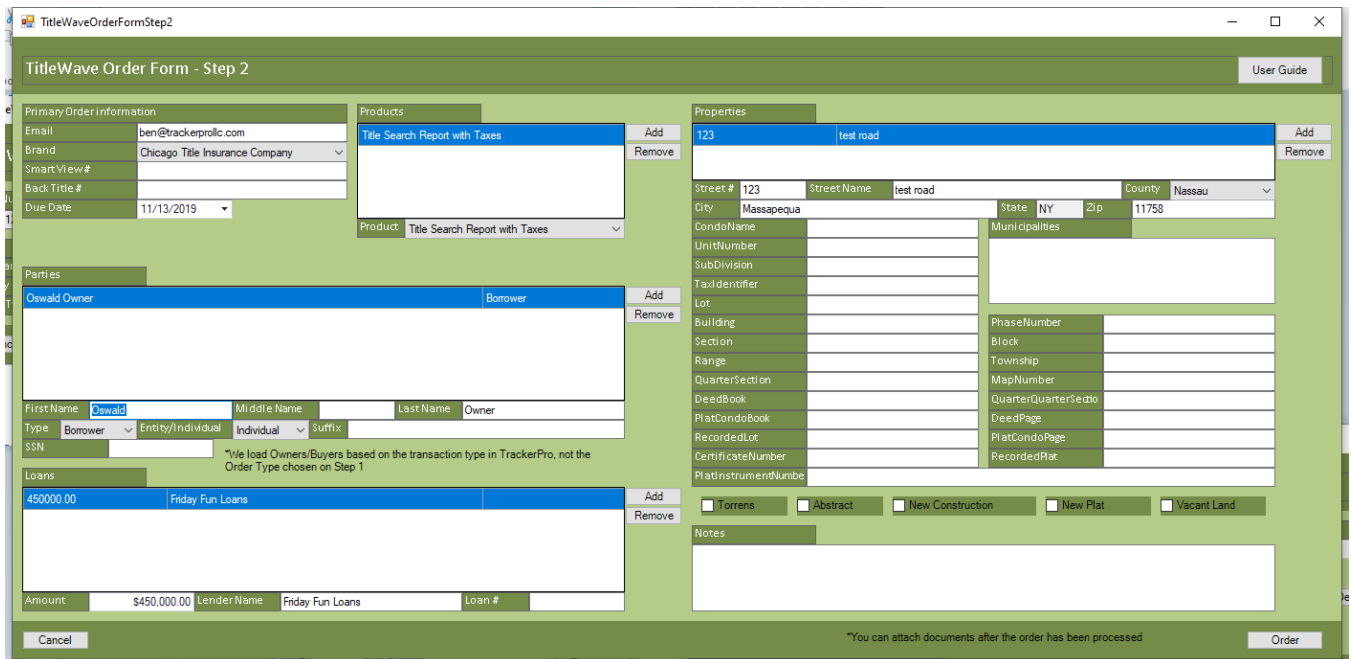 TitleWaveOrderFormStep2
TitleWave Order Form - Step 2
User Guide
Primary Order information
Email ben@trackerprollc.com
Brand Chicago Title Insurance Company
SmartView#
Back Title #
Due Date 11/13/2019
Products
Title Search Report with Taxes
Add
Remove
Product Title Search Report with Taxes
Parties
Oswald Owner Borrower
Add
Remove
First Name Oswald Middle Name Last Name Owner
Type Borrower Entity/Individual Individual Suffix
SSN
*We load Owners/Buyers based on the transaction type in TrackerPro, not the
Order Type chosen on Step 1
Loans
450000.00 Friday Fun Loans
Add
Remove
Amount $450,000.00 Lender Name Friday Fun Loans Loan #
Properties
123 test road
Add
Remove
Street # 123 Street Name test road County Nassau
City Massapequa State NY Zip 11758
CondoName
UnitNumber
SubDivision
TaxIdentifier
Lot
Building
Section
Range
QuarterSection
DeedBook
PlatCondoBook
RecordedLot
CertificateNumber
PlatInstrumentNumbe
Municipalities
PhaseNumber
Block
Township
MapNumber
QuarterQuarterSectio
DeedPage
PlatCondoPage
RecordedPlat
Torrens Abstract New Construction New Plat Vacant Land
Notes
Cancel
*You can attach documents after the order has been processed
Order